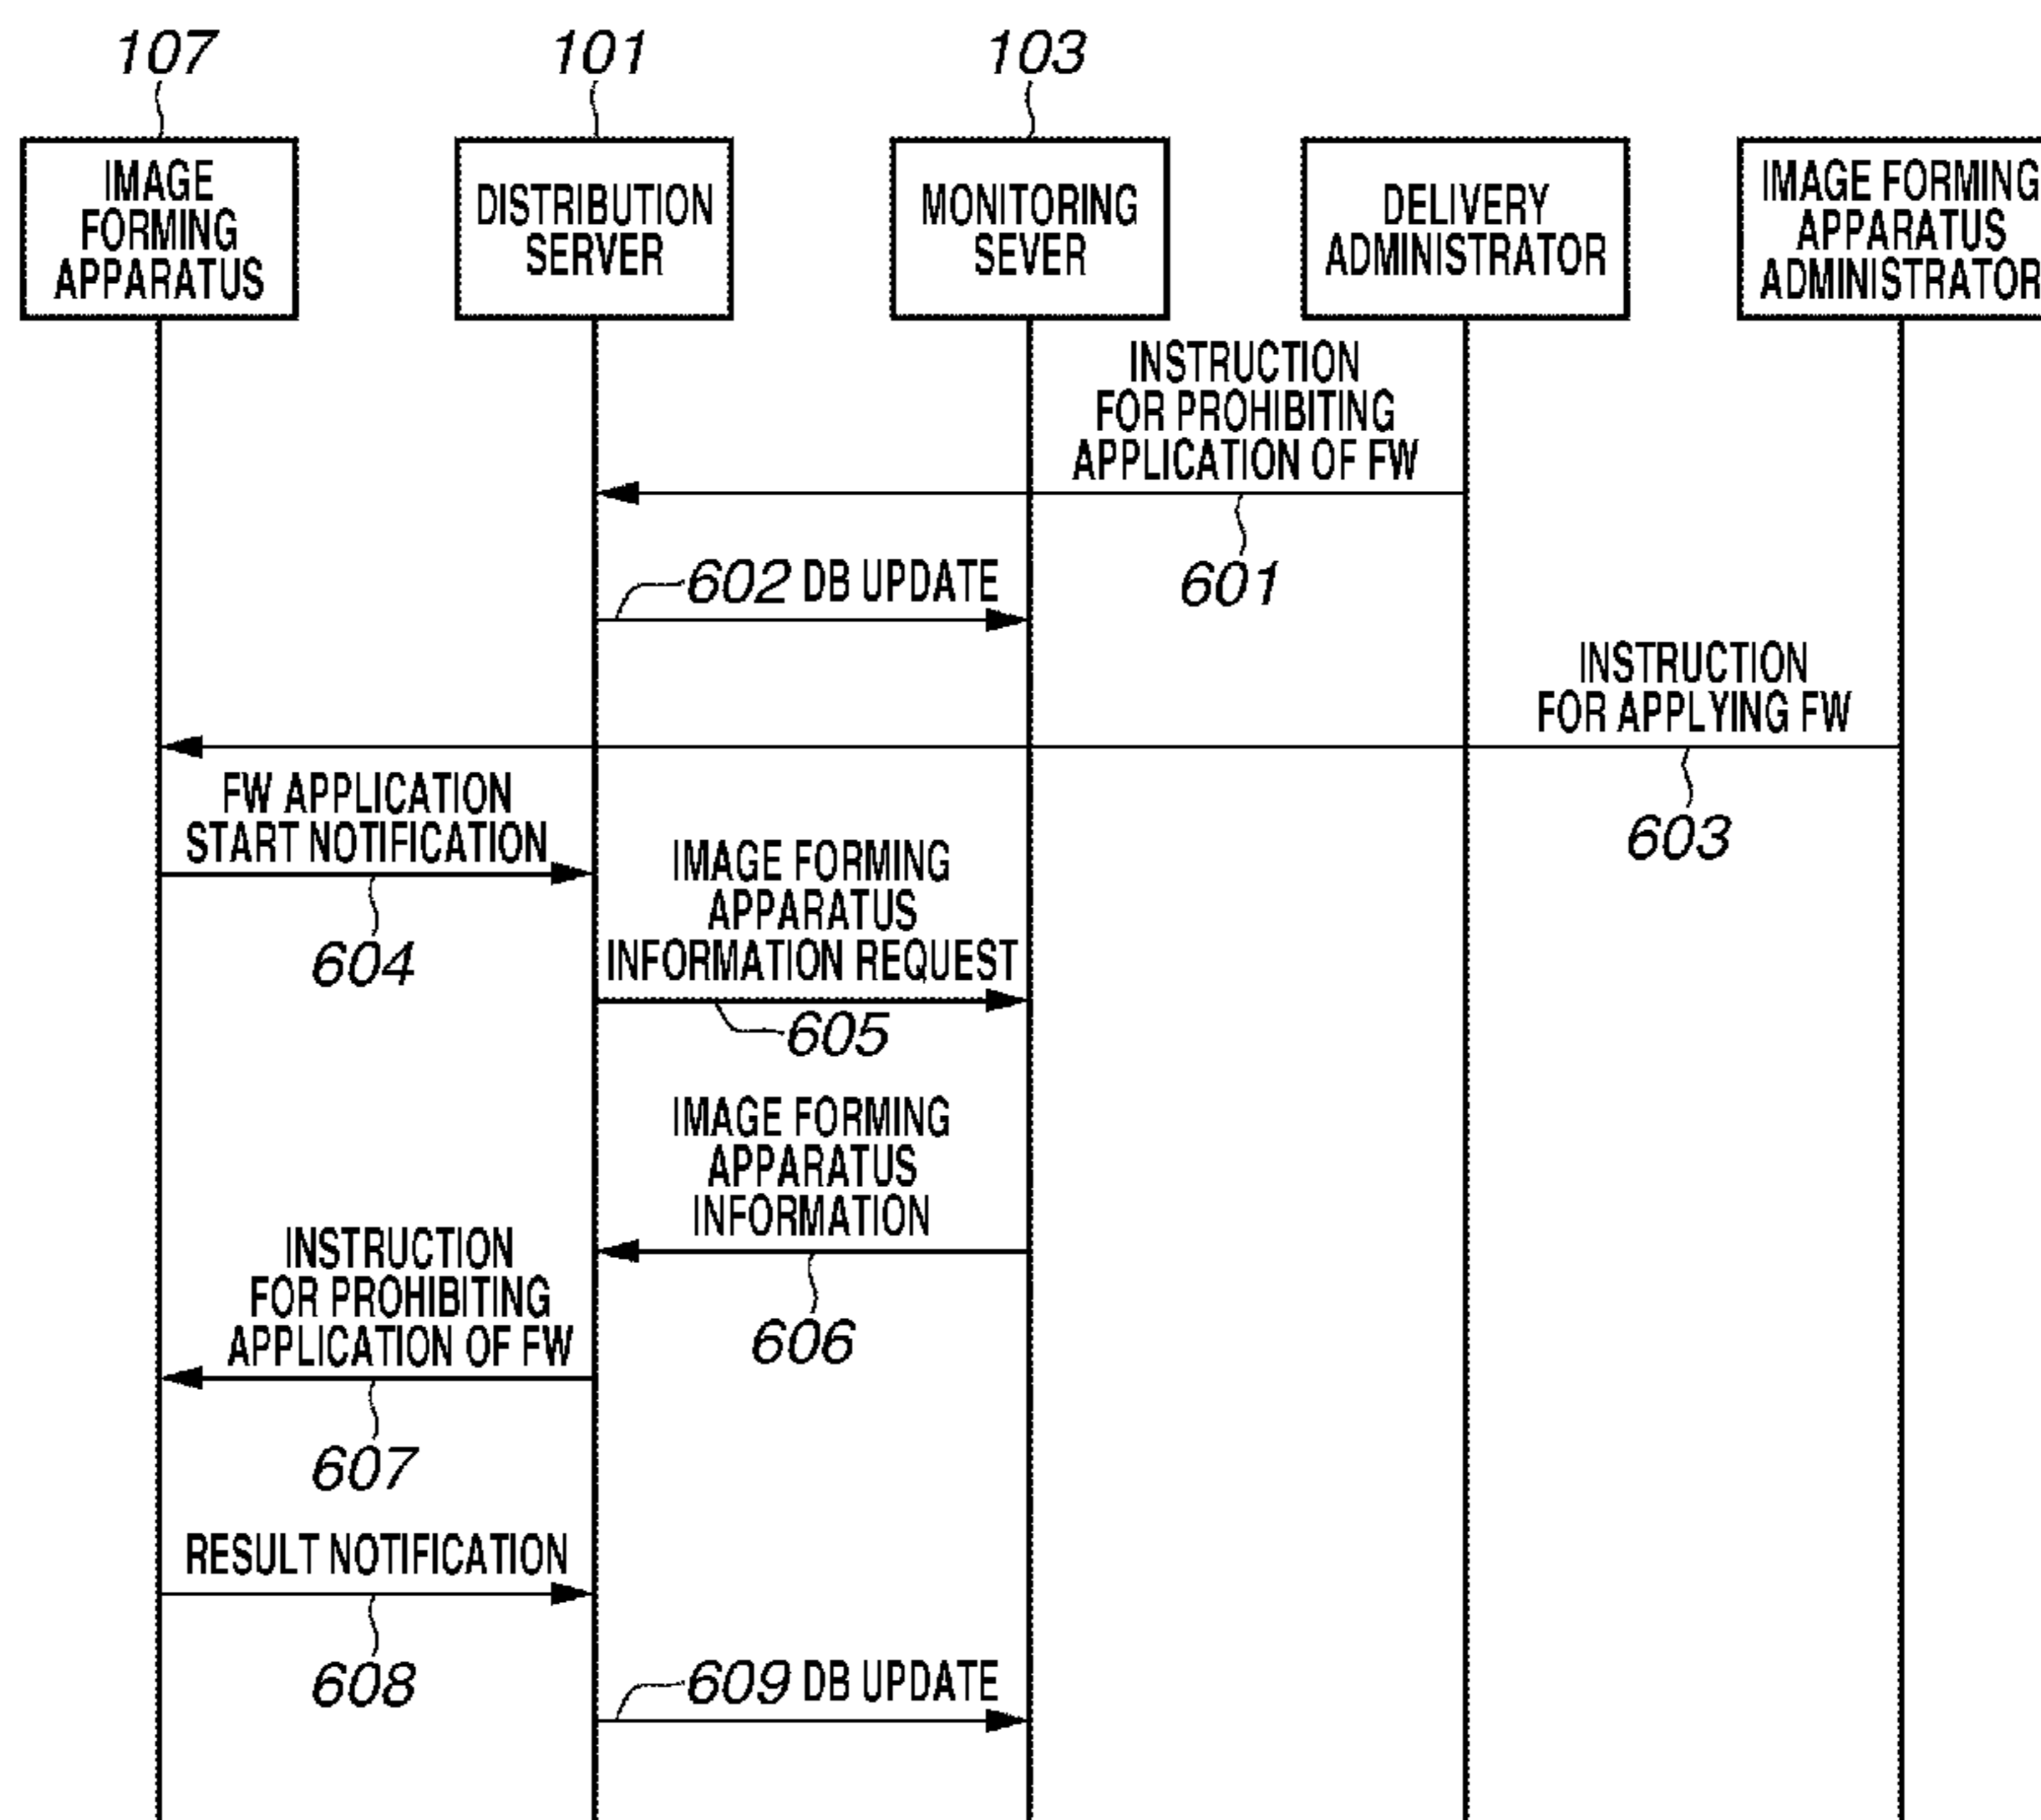 107
101
103
IMAGE
FORMING
APPARATUS
DISTRIBUTION
SERVER
MONITORING
SEVER
DELIVERY
ADMINISTRATOR
IMAGE FORMING
APPARATUS
ADMINISTRATOR
INSTRUCTION
FOR PROHIBITING
APPLICATION OF FW
601
602 DB UPDATE
INSTRUCTION
FOR APPLYING FW
603
FW APPLICATION
START NOTIFICATION
604
IMAGE FORMING
APPARATUS
INFORMATION REQUEST
605
IMAGE FORMING
APPARATUS
INFORMATION
606
INSTRUCTION
FOR PROHIBITING
APPLICATION OF FW
607
RESULT NOTIFICATION
608
609 DB UPDATE